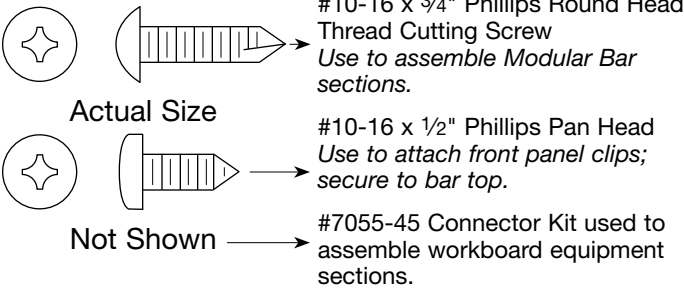 #10-16 x 3⁄4" Phillips Round Head
Thread Cutting Screw
Use to assemble Modular Bar
sections.
Actual Size
#10-16 x 1⁄2" Phillips Pan Head
Use to attach front panel clips;
secure to bar top.
Not Shown
#7055-45 Connector Kit used to
assemble workboard equipment
sections.